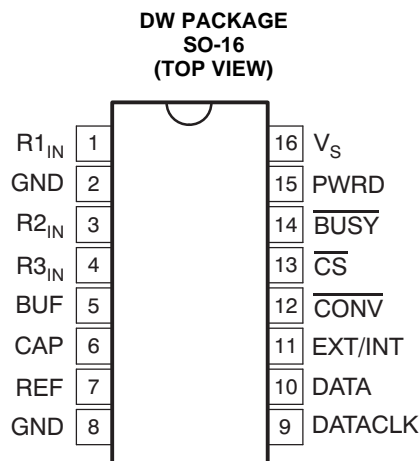 DW PACKAGE
SO-16
(TOP VIEW)
R1IN 1 16 VS
GND 2 15 PWRD
R2IN 3 14 BUSY
R3IN 4 13 CS
BUF 5 12 CONV
CAP 6 11 EXT/INT
REF 7 10 DATA
GND 8 9 DATACLK